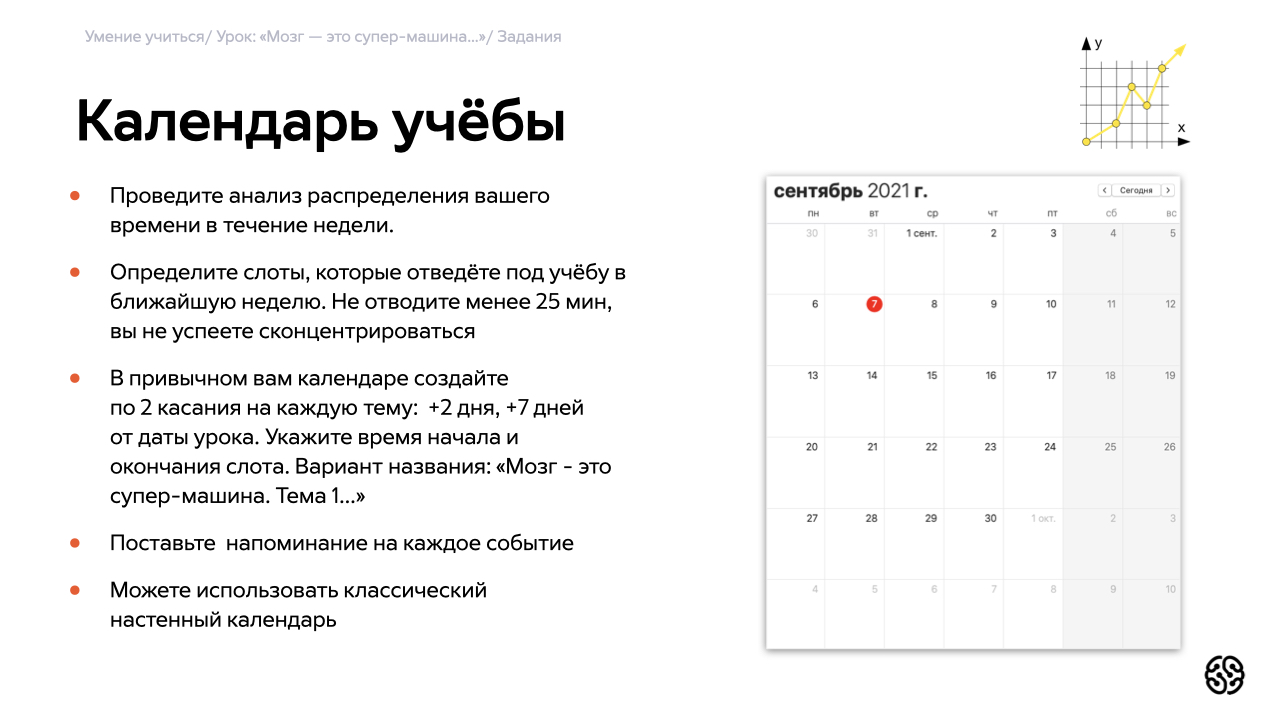 Умение учиться/ Урок: «Мозг — это супер-машина...»/ Задания
y
x
Календарь учёбы
Проведите анализ распределения вашего
времени в течение недели.
Определите слоты, которые отведёте под учёбу в
ближайшую неделю. Не отводите менее 25 мин,
вы не успеете сконцентрироваться
В привычном вам календаре создайте
по 2 касания на каждую тему:  +2 дня, +7 дней
от даты урока. Укажите время начала и
окончания слота. Вариант названия: «Мозг - это
супер-машина. Тема 1...»
Поставьте  напоминание на каждое событие
Можете использовать классический
настенный календарь
сентябрь 2021 г. < Сегодня >
пн вт ср чт пт сб вс
30 31 1 сент. 2 3 4 5
6 7 8 9 10 11 12
13 14 15 16 17 18 19
20 21 22 23 24 25 26
27 28 29 30 1 окт. 2 3
4 5 6 7 8 9 10